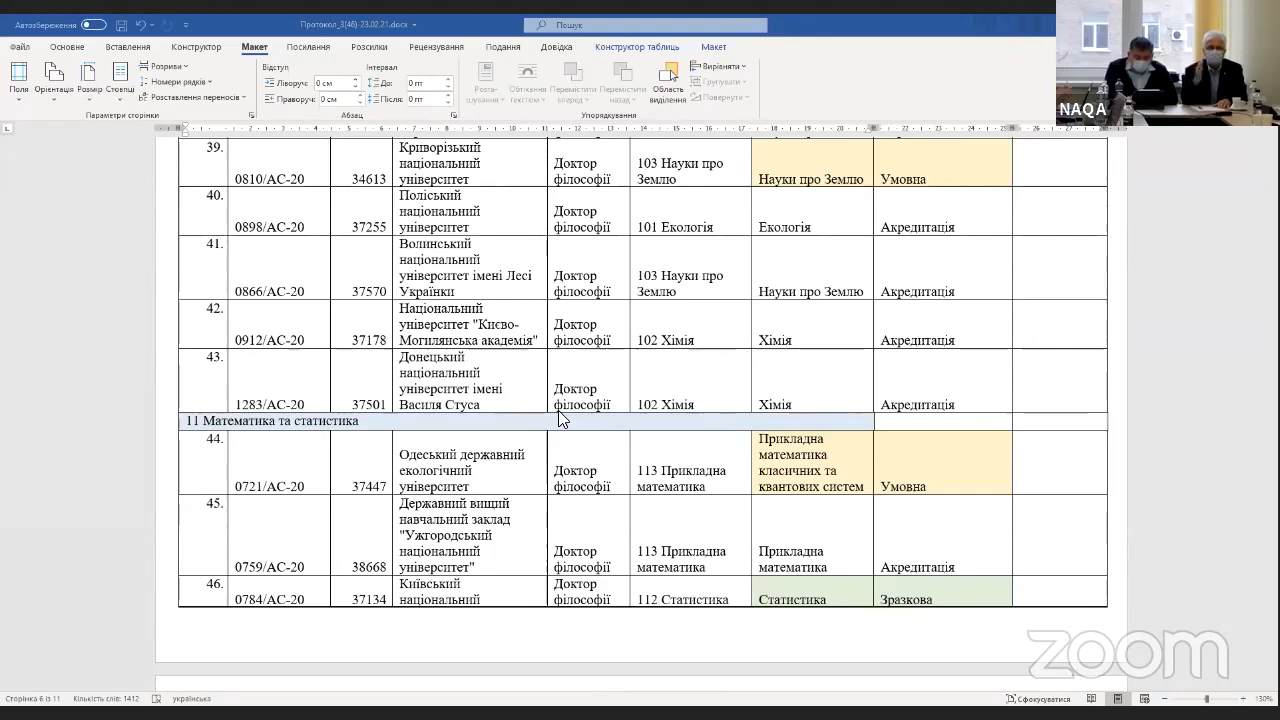 Автозбереження
Протокол_3(46)-23.02.21.docx
Пошук
Файл Основне Вставлення Конструктор Макет Посилання Розсилки Рецензування Подання Довідка Конструктор таблиць Макет
Поля Орієнтація Розмір Стовпці
Розриви
Номери рядків
Розставлення переносів
Параметри сторінки
Відступ Інтервал
Ліворуч: 0 см До: 0 пт
Праворуч: 0 см Після: 0 пт
Абзац
Розта-
шування
Обтікання
текстом
Перемістити
вперед
Перемістити
назад
Область
виділення
Вирівняти
Групувати
Повернути
Упорядкування
NAQA
39.
0810/АС-20 34613
Криворізький
національний
університет
Доктор
філософії
103 Науки про
Землю
Науки про Землю
Умовна
40.
0898/АС-20 37255
Поліський
національний
університет
Доктор
філософії
101 Екологія
Екологія
Акредитація
41.
0866/АС-20 37570
Волинський
національний
університет імені Лесі
Українки
Доктор
філософії
103 Науки про
Землю
Науки про Землю
Акредитація
42.
0912/АС-20 37178
Національний
університет "Києво-
Могилянська академія"
Доктор
філософії
102 Хімія
Хімія
Акредитація
43.
1283/АС-20 37501
Донецький
національний
університет імені
Василя Стуса
Доктор
філософії
102 Хімія
Хімія
Акредитація
11 Математика та статистика
44.
0721/АС-20 37447
Одеський державний
екологічний
університет
Доктор
філософії
113 Прикладна
математика
Прикладна
математика
класичних та
квантових систем
Умовна
45.
0759/АС-20 38668
Державний вищий
навчальний заклад
"Ужгородський
національний
університет"
Доктор
філософії
113 Прикладна
математика
Прикладна
математика
Акредитація
46.
0784/АС-20 37134
Київський
національний
Доктор
філософії
112 Статистика
Статистика
Зразкова
zoom
Сторінка 6 із 11 Кількість слів: 1412 українська
Сфокусуватися
130%